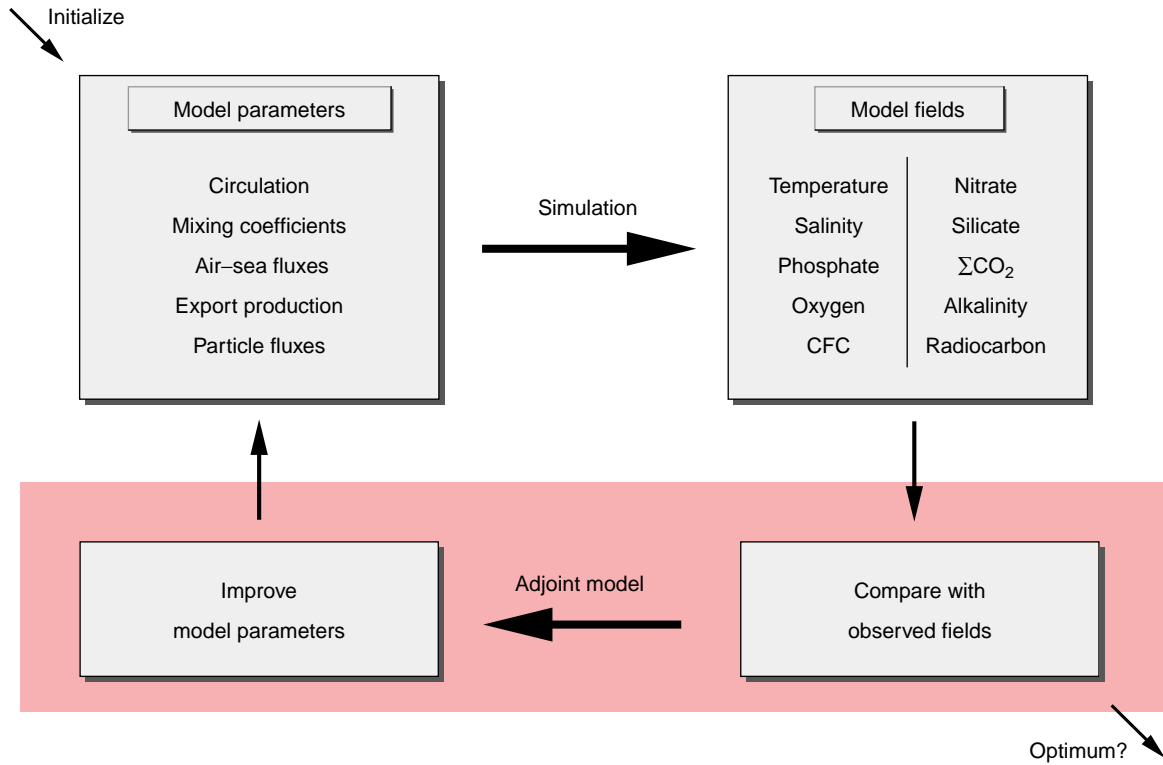 Initialize
Model parameters
Circulation
Mixing coefficients
Air–sea fluxes
Export production
Particle fluxes
Simulation
Model fields
Temperature
Salinity
Phosphate
Oxygen
CFC
Nitrate
Silicate
ΣCO₂
Alkalinity
Radiocarbon
Improve
model parameters
Adjoint model
Compare with
observed fields
Optimum?